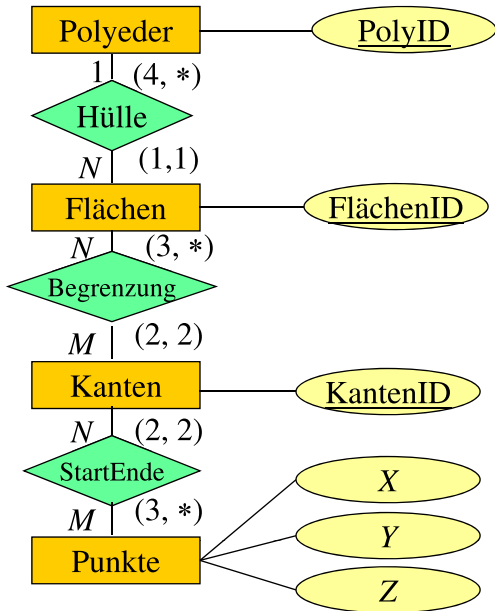 Polyeder PolyID
1 (4, *)
Hülle
N (1,1)
Flächen FlächenID
N (3, *)
Begrenzung
M (2, 2)
Kanten KantenID
N (2, 2)
StartEnde
X
M (3, *)
Y
Punkte
Z